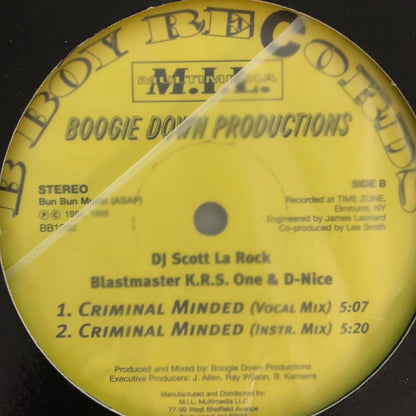 B BOY RECORDS
MULTIMEDIA
M.I.L.
BOOGIE DOWN PRODUCTIONS
STEREO
Bun Bun Music (ASAP)
SIDE B
Recorded at TIME ZONE,
Elmhurst, NY
Engineered by James Leonard
Co-produced by Lee Smith
DJ Scott La Rock
Blastmaster K.R.S. One & D-Nice
1. CRIMINAL MINDED (VOCAL MIX) 5:07
2. CRIMINAL MINDED (INSTR. MIX) 5:20
Produced and Mixed by: Boogie Down Productions
Executive Producers: J. Allen, Ray Wilson, B. Kamarra
Manufactured and Distributed by:
M.I.L. Multimedia LLC
77-99 West Sheffield Avenue